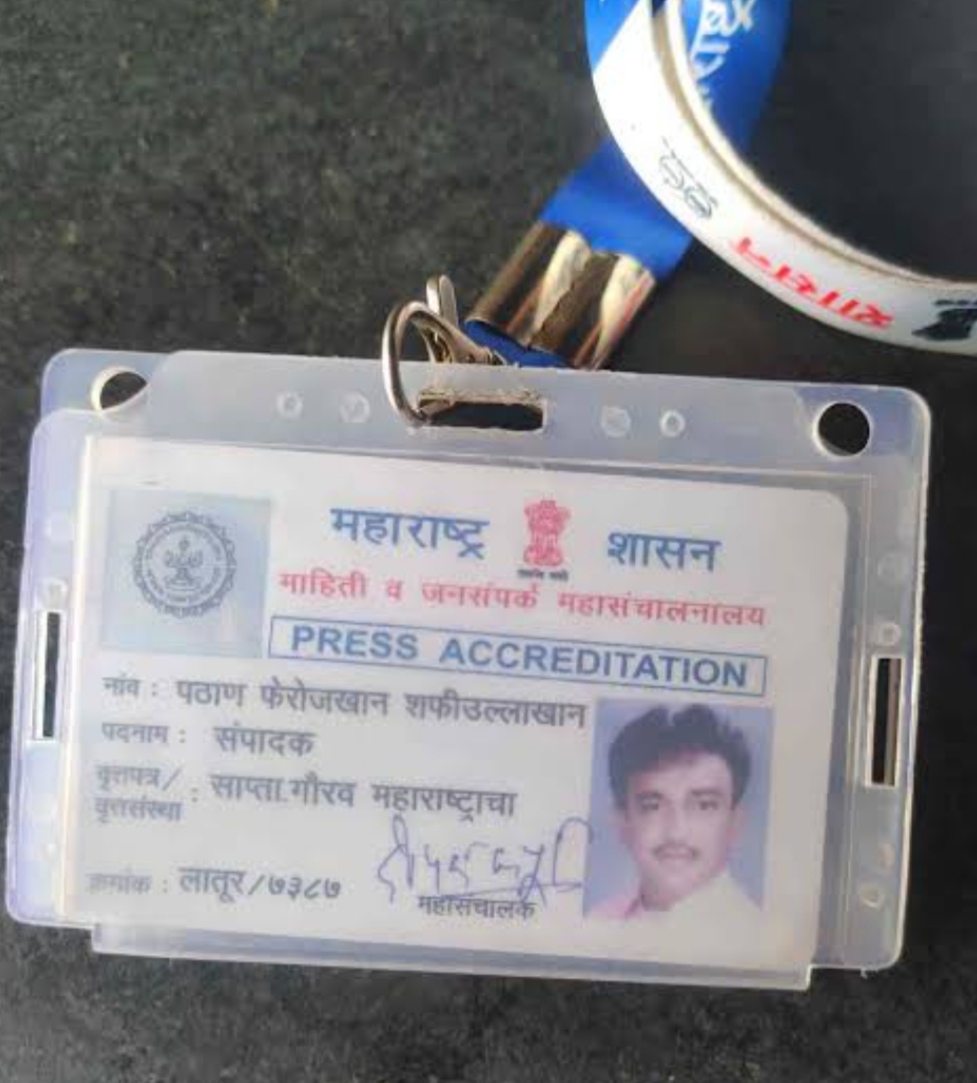 महाराष्ट्र शासन
माहिती व जनसंपर्क महासंचालनालय
PRESS ACCREDITATION
नांव : पठाण फेरोजखान शफीउल्लाखान
पदनाम : संपादक
वृत्तपत्र/ वृत्तसंस्था : साप्ता.गौरव महाराष्ट्राचा
क्रमांक : लातूर/७३८७
महासंचालक
शासन